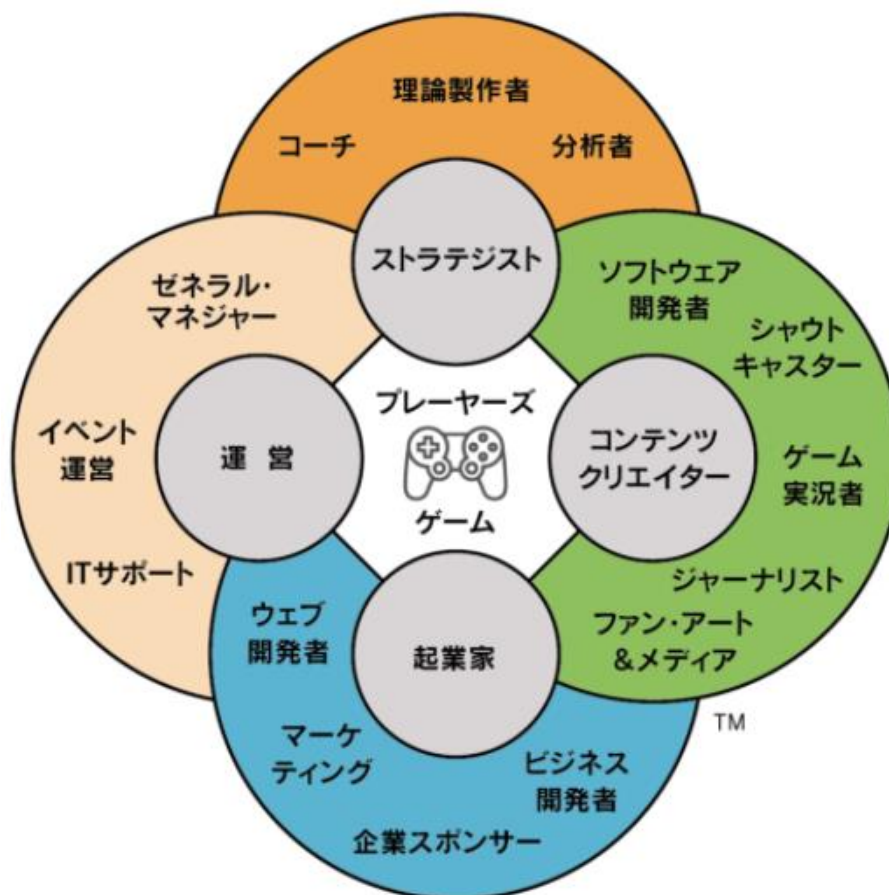 理論製作者
コーチ
分析者
ストラテジスト
ゼネラル・
マネジャー
イベント
運営
ITサポート
運 営
プレーヤーズ
ゲーム
ソフトウェア
開発者
シャウト
キャスター
コンテンツ
クリエイター
ゲーム
実況者
ジャーナリスト
ファン・アート
&メディア
ウェブ
開発者
起業家
マーケ
ティング
ビジネス
開発者
企業スポンサー
TM